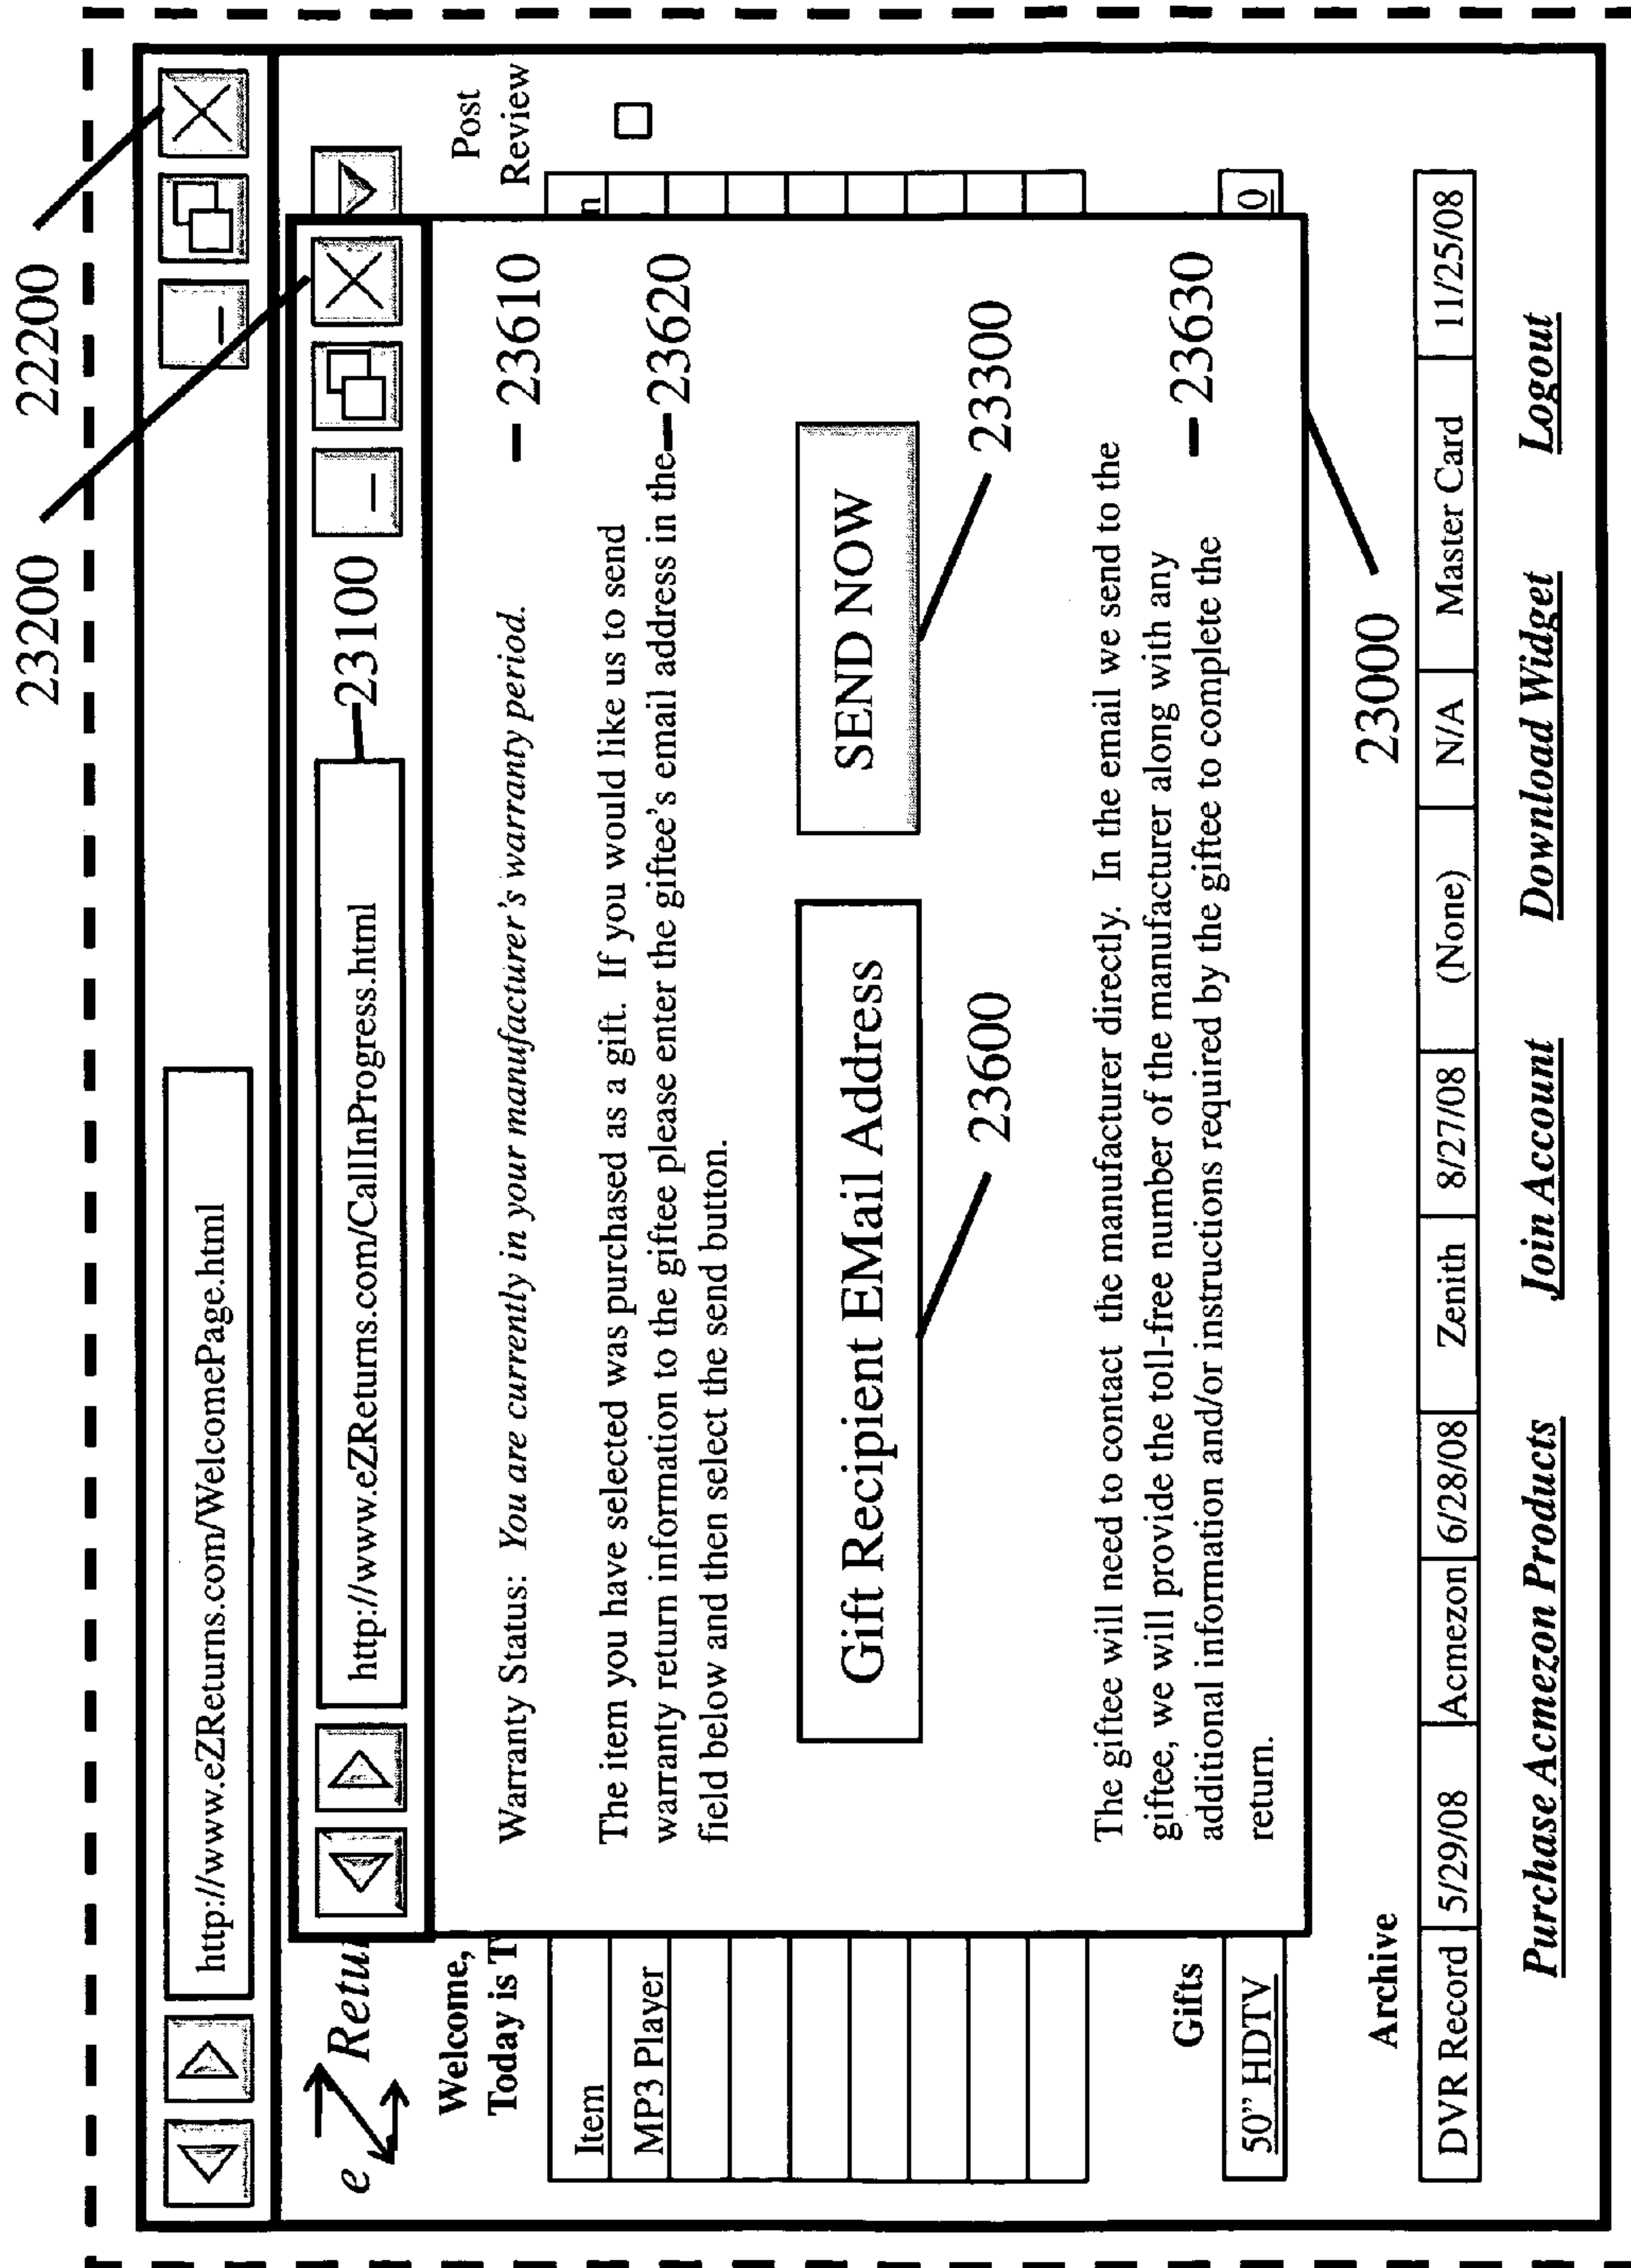 23200 22200
http://www.eZReturns.com/WelcomePage.html
e Retu
http://www.eZReturns.com/CallInProgress.html 23100
Welcome,
Today is T
Post
Review
Warranty Status: You are currently in your manufacturer's warranty period. 23610
Item n
MP3 Player
The item you have selected was purchased as a gift. If you would like us to send
warranty return information to the giftee please enter the giftee's email address in the 23620
field below and then select the send button.
Gift Recipient EMail Address SEND NOW
23600 23300
The giftee will need to contact the manufacturer directly. In the email we send to the
giftee, we will provide the toll-free number of the manufacturer along with any 23630
additional information and/or instructions required by the giftee to complete the
return.
Gifts
50” HDTV 0
23000
Archive
DVR Record 5/29/08 Acmezon 6/28/08 Zenith 8/27/08 (None) N/A Master Card 11/25/08
Purchase Acmezon Products Join Account Download Widget Logout